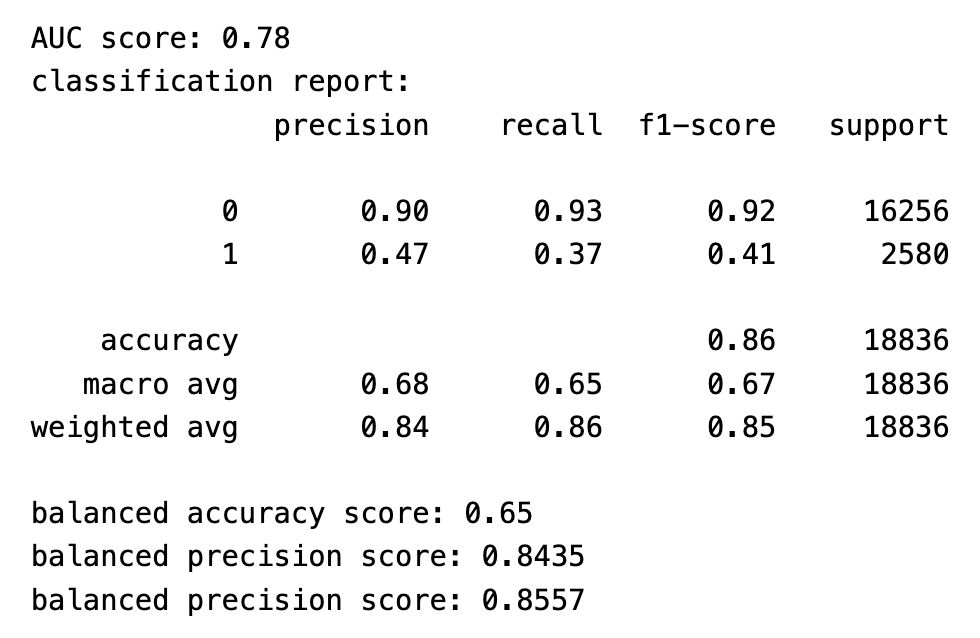 AUC score: 0.78
classification report:
precision recall f1-score support
0 0.90 0.93 0.92 16256
1 0.47 0.37 0.41 2580
accuracy 0.86 18836
macro avg 0.68 0.65 0.67 18836
weighted avg 0.84 0.86 0.85 18836
balanced accuracy score: 0.65
balanced precision score: 0.8435
balanced precision score: 0.8557